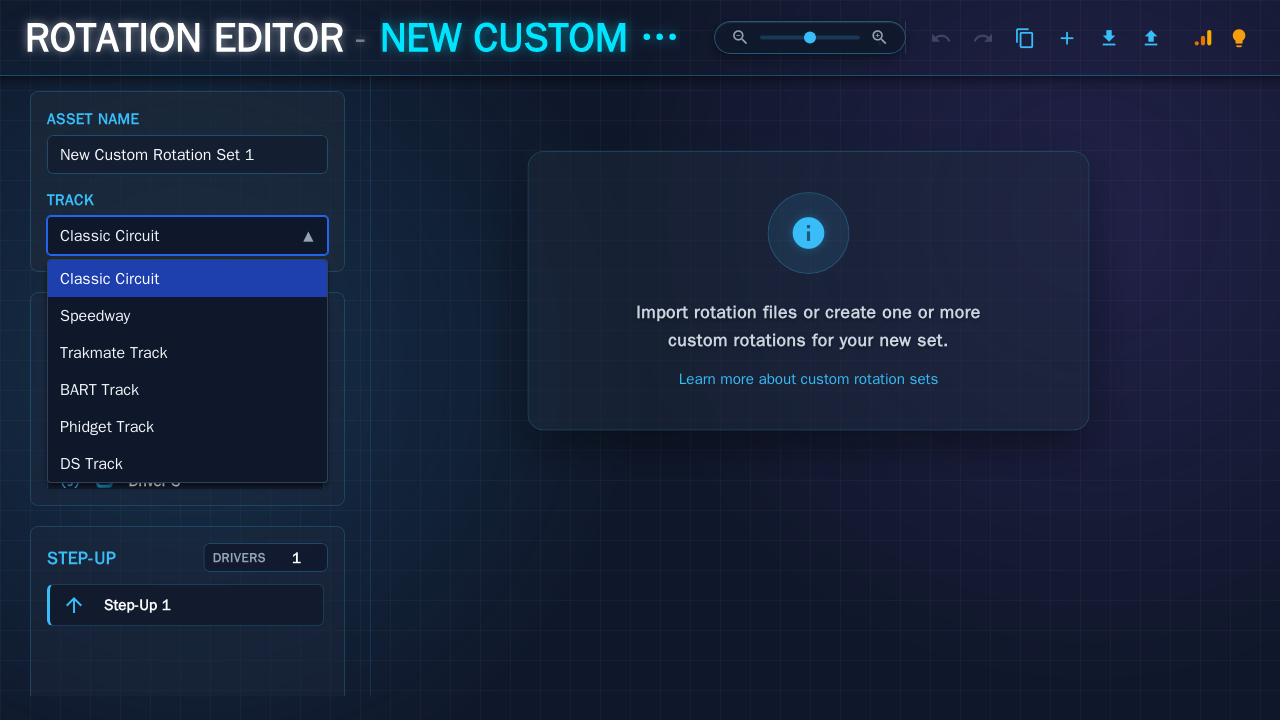 ROTATION EDITOR - NEW CUSTOM ...
ASSET NAME
New Custom Rotation Set 1
TRACK
Classic Circuit
Classic Circuit
Speedway
Trakmate Track
BART Track
Phidget Track
DS Track
STEP-UP
DRIVERS 1
Step-Up 1
Import rotation files or create one or more
custom rotations for your new set.
Learn more about custom rotation sets